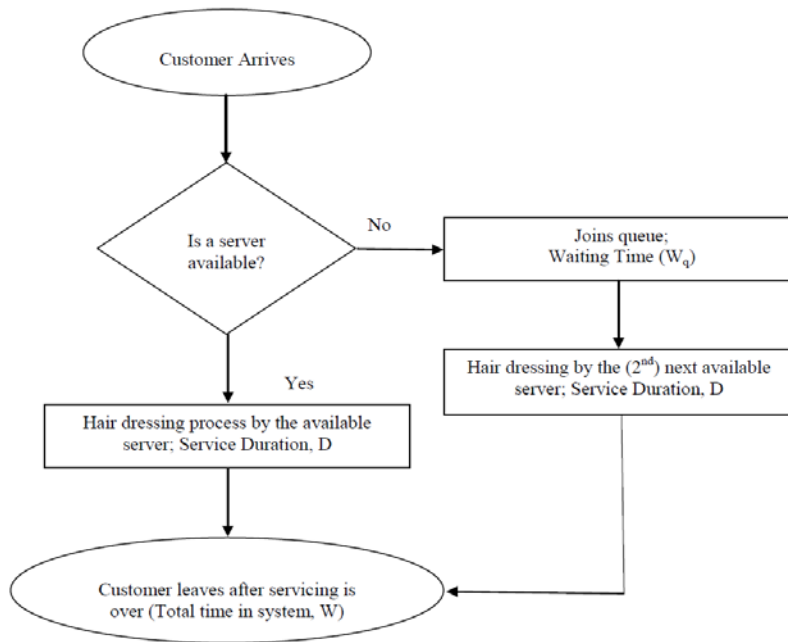 Customer Arrives
Is a server
available?
No
Joins queue;
Waiting Time (Wq)
Yes
Hair dressing by the (2nd) next available
server; Service Duration, D
Hair dressing process by the available
server; Service Duration, D
Customer leaves after servicing is
over (Total time in system, W)